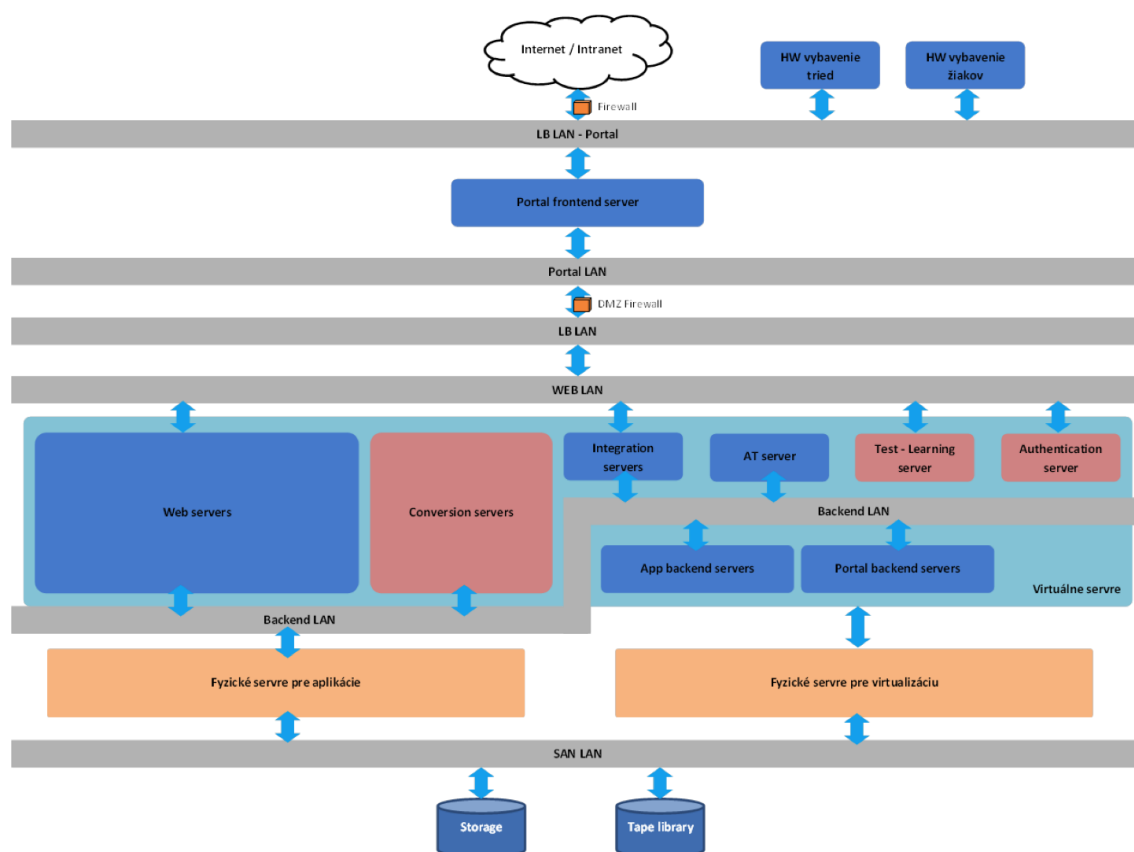 Internet / Intranet
HW vybavenie
tried
HW vybavenie
žiakov
Firewall
LB LAN - Portal
Portal frontend server
Portal LAN
DMZ Firewall
LB LAN
WEB LAN
Web servers
Conversion servers
Integration
servers
AT server
Test - Learning
server
Authentication
server
Backend LAN
App backend servers
Portal backend servers
Virtuálne servre
Backend LAN
Fyzické servre pre aplikácie
Fyzické servre pre virtualizáciu
SAN LAN
Storage
Tape library